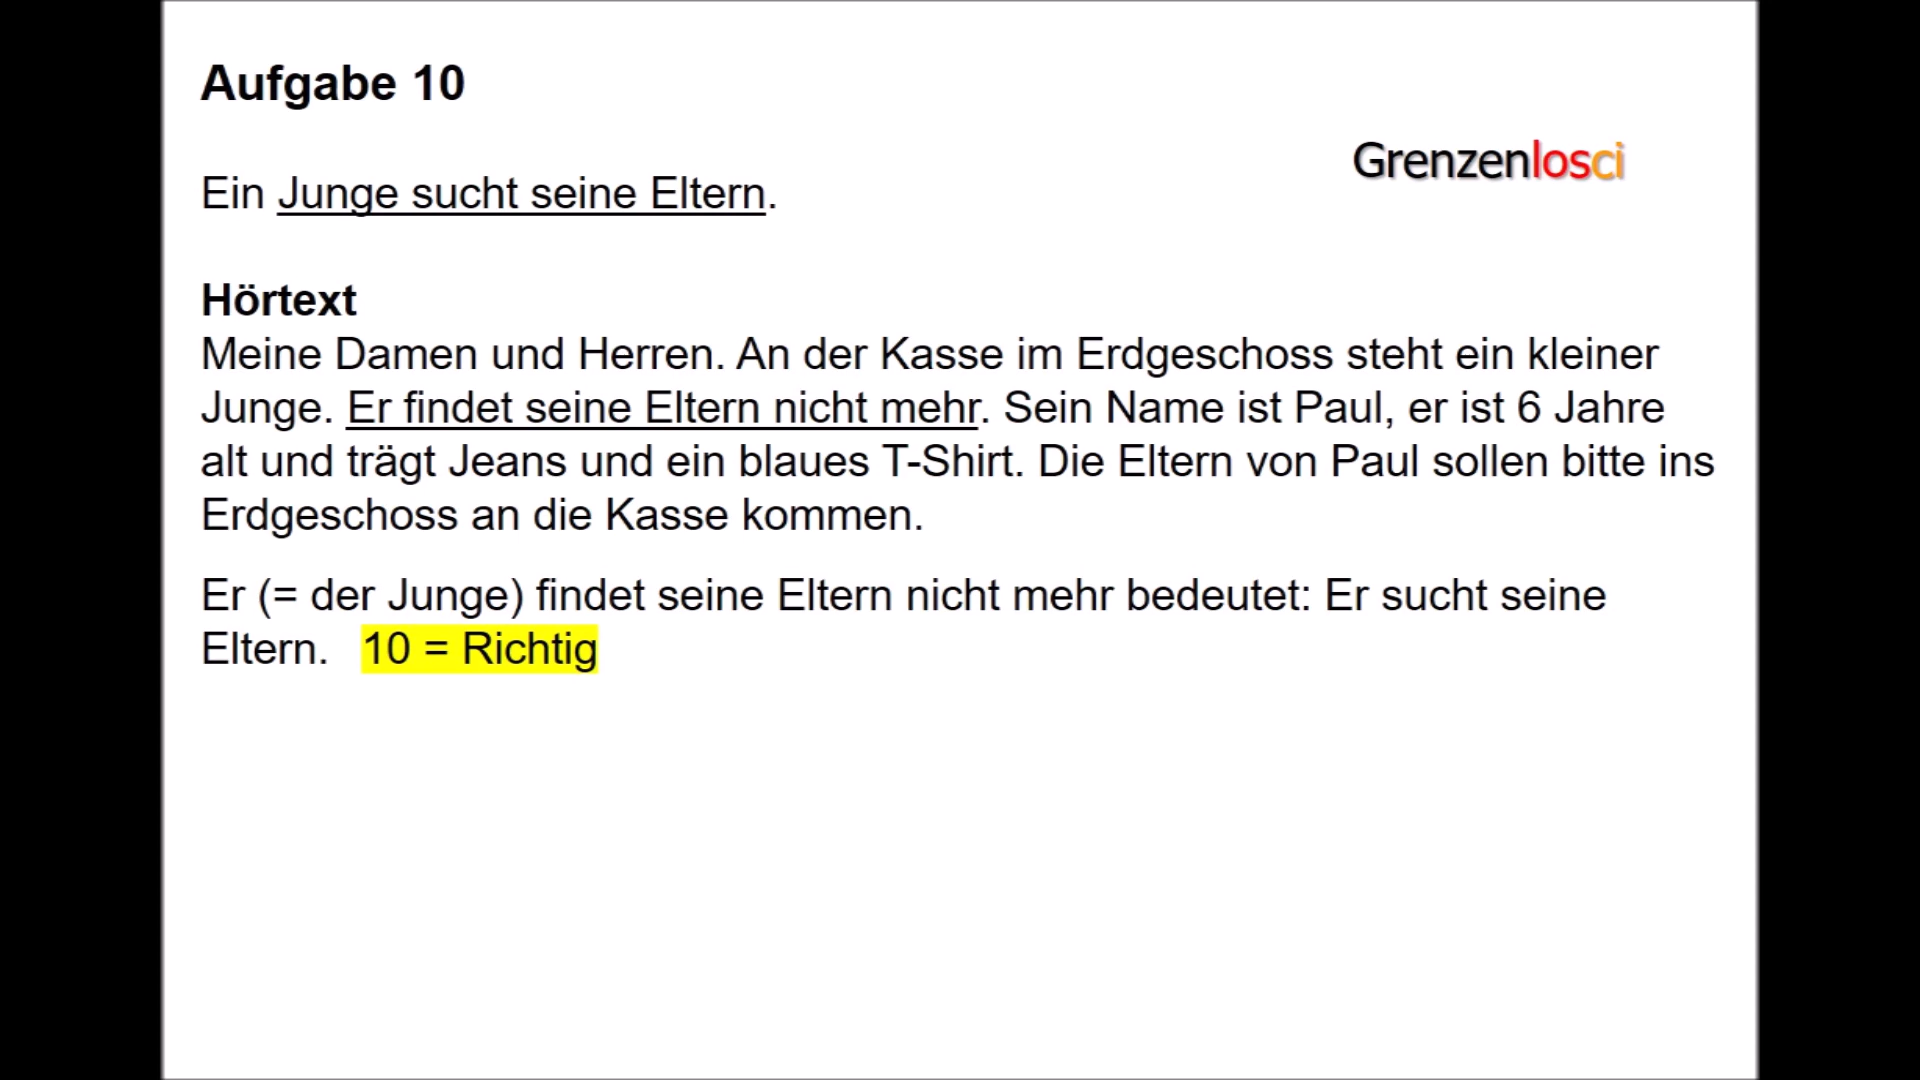 Aufgabe 10
Grenzenlosci
Ein Junge sucht seine Eltern.
Hörtext
Meine Damen und Herren. An der Kasse im Erdgeschoss steht ein kleiner
Junge. Er findet seine Eltern nicht mehr. Sein Name ist Paul, er ist 6 Jahre
alt und trägt Jeans und ein blaues T-Shirt. Die Eltern von Paul sollen bitte ins
Erdgeschoss an die Kasse kommen.
Er (= der Junge) findet seine Eltern nicht mehr bedeutet: Er sucht seine
Eltern. 10 = Richtig